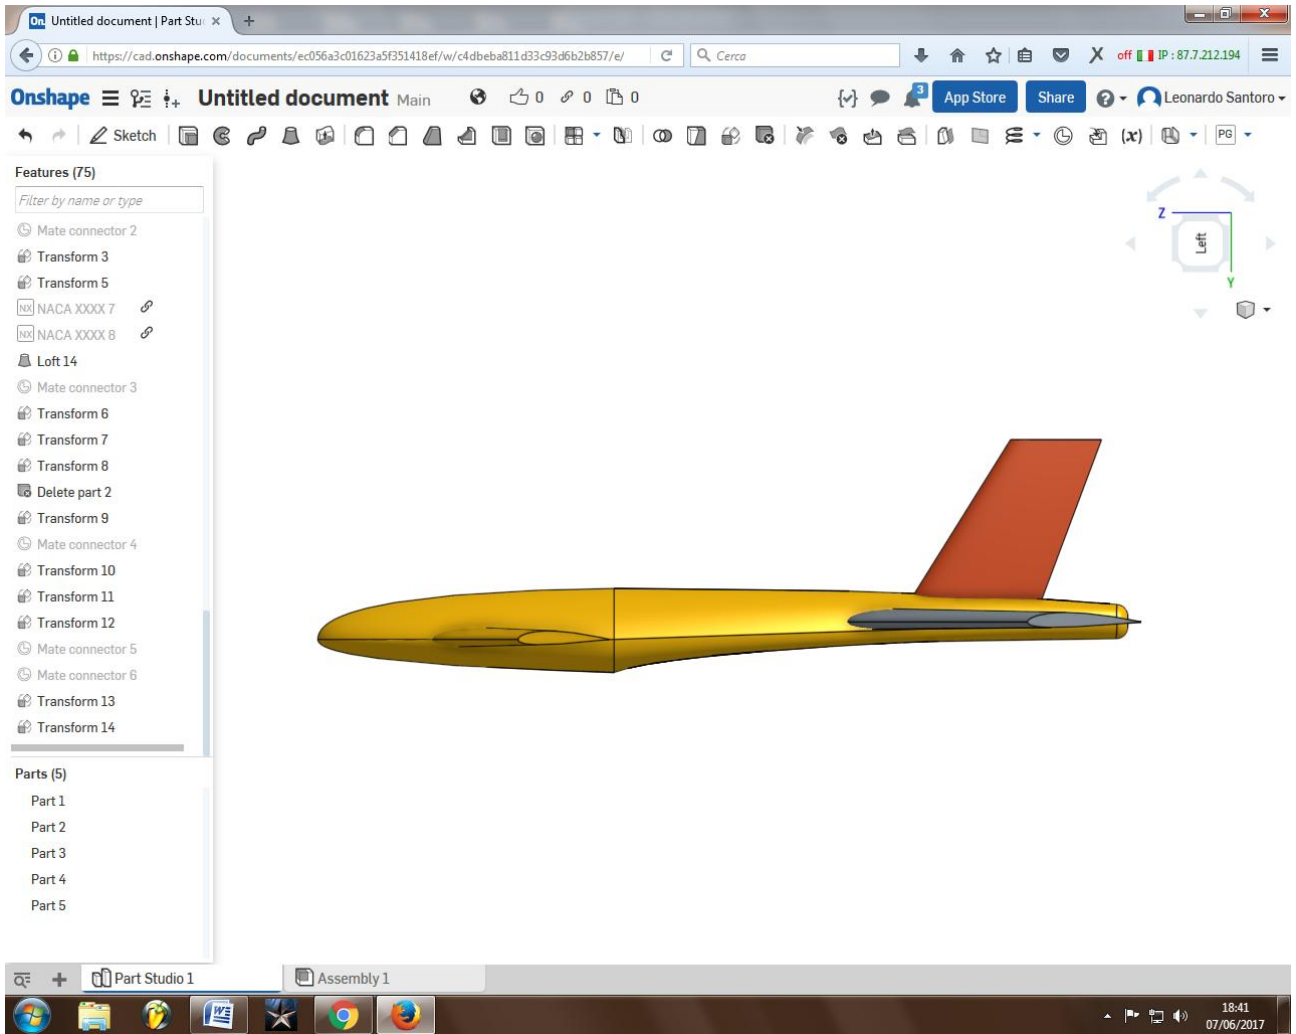 On Untitled document | Part Stu ×
https://cad.onshape.com/documents/ec056a3c01623a5f351418ef/w/c4dbeba811d33c93d6b2b857/e/
Cerca
off IP : 87.7.212.194
Onshape Untitled document Main 0 0 0
3 App Store Share Leonardo Santoro
Sketch (x) PG
Features (75)
Filter by name or type
Mate connector 2
Transform 3
Transform 5
NX NACA XXXX 7
NX NACA XXXX 8
Loft 14
Mate connector 3
Transform 6
Transform 7
Transform 8
Delete part 2
Transform 9
Mate connector 4
Transform 10
Transform 11
Transform 12
Mate connector 5
Mate connector 6
Transform 13
Transform 14
Parts (5)
Part 1
Part 2
Part 3
Part 4
Part 5
Z
Left
Y
Part Studio 1 Assembly 1
18:41
07/06/2017